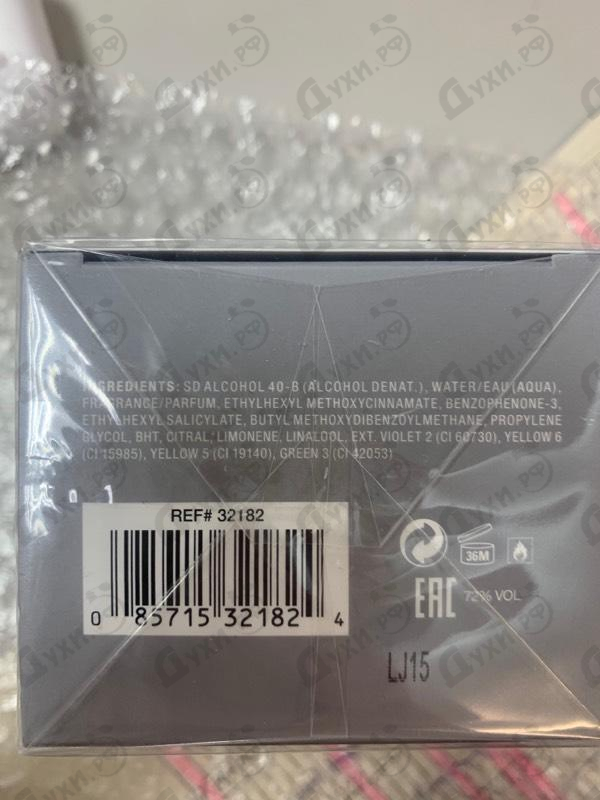 INGREDIENTS: SD ALCOHOL 40-B (ALCOHOL DENAT.), WATER/EAU (AQUA),
FRAGRANCE/PARFUM, ETHYLHEXYL METHOXYCINNAMATE, BENZOPHENONE-3,
ETHYLHEXYL SALICYLATE, BUTYL METHOXYDIBENZOYLMETHANE, PROPYLENE
GLYCOL, BHT, CITRAL, LIMONENE, LINALOOL, EXT. VIOLET 2 (CI 60730), YELLOW 6
(CI 15985), YELLOW 5 (CI 19140), GREEN 3 (CI 42053)
REF# 32182
0 85715 32182 4
36M
EAC 72% VOL
LJ15
Духи.рф